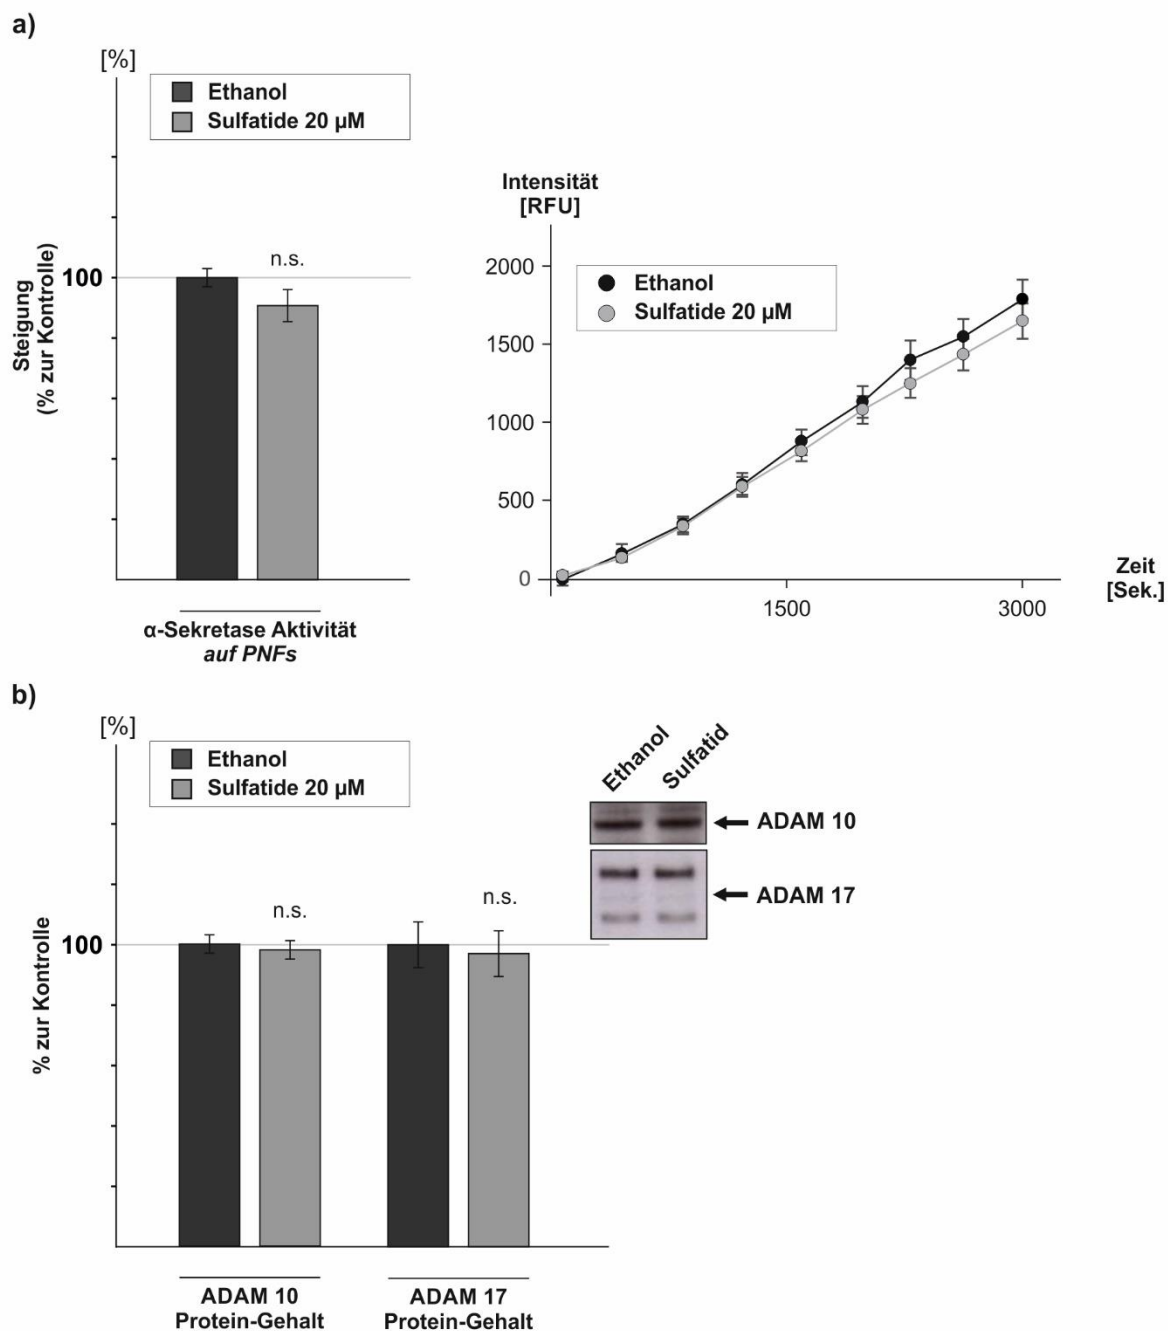 a)
[%]
Ethanol
Sulfatide 20 µM
Steigung
(% zur Kontrolle)
100
n.s.
α-Sekretase Aktivität
auf PNFs
Intensität
[RFU]
Ethanol
Sulfatide 20 µM
2000
1500
1000
500
0
1500
3000
Zeit
[Sek.]
b)
[%]
Ethanol
Sulfatide 20 µM
% zur Kontrolle
100
n.s.
n.s.
ADAM 10
Protein-Gehalt
ADAM 17
Protein-Gehalt
Ethanol
Sulfatid
ADAM 10
ADAM 17